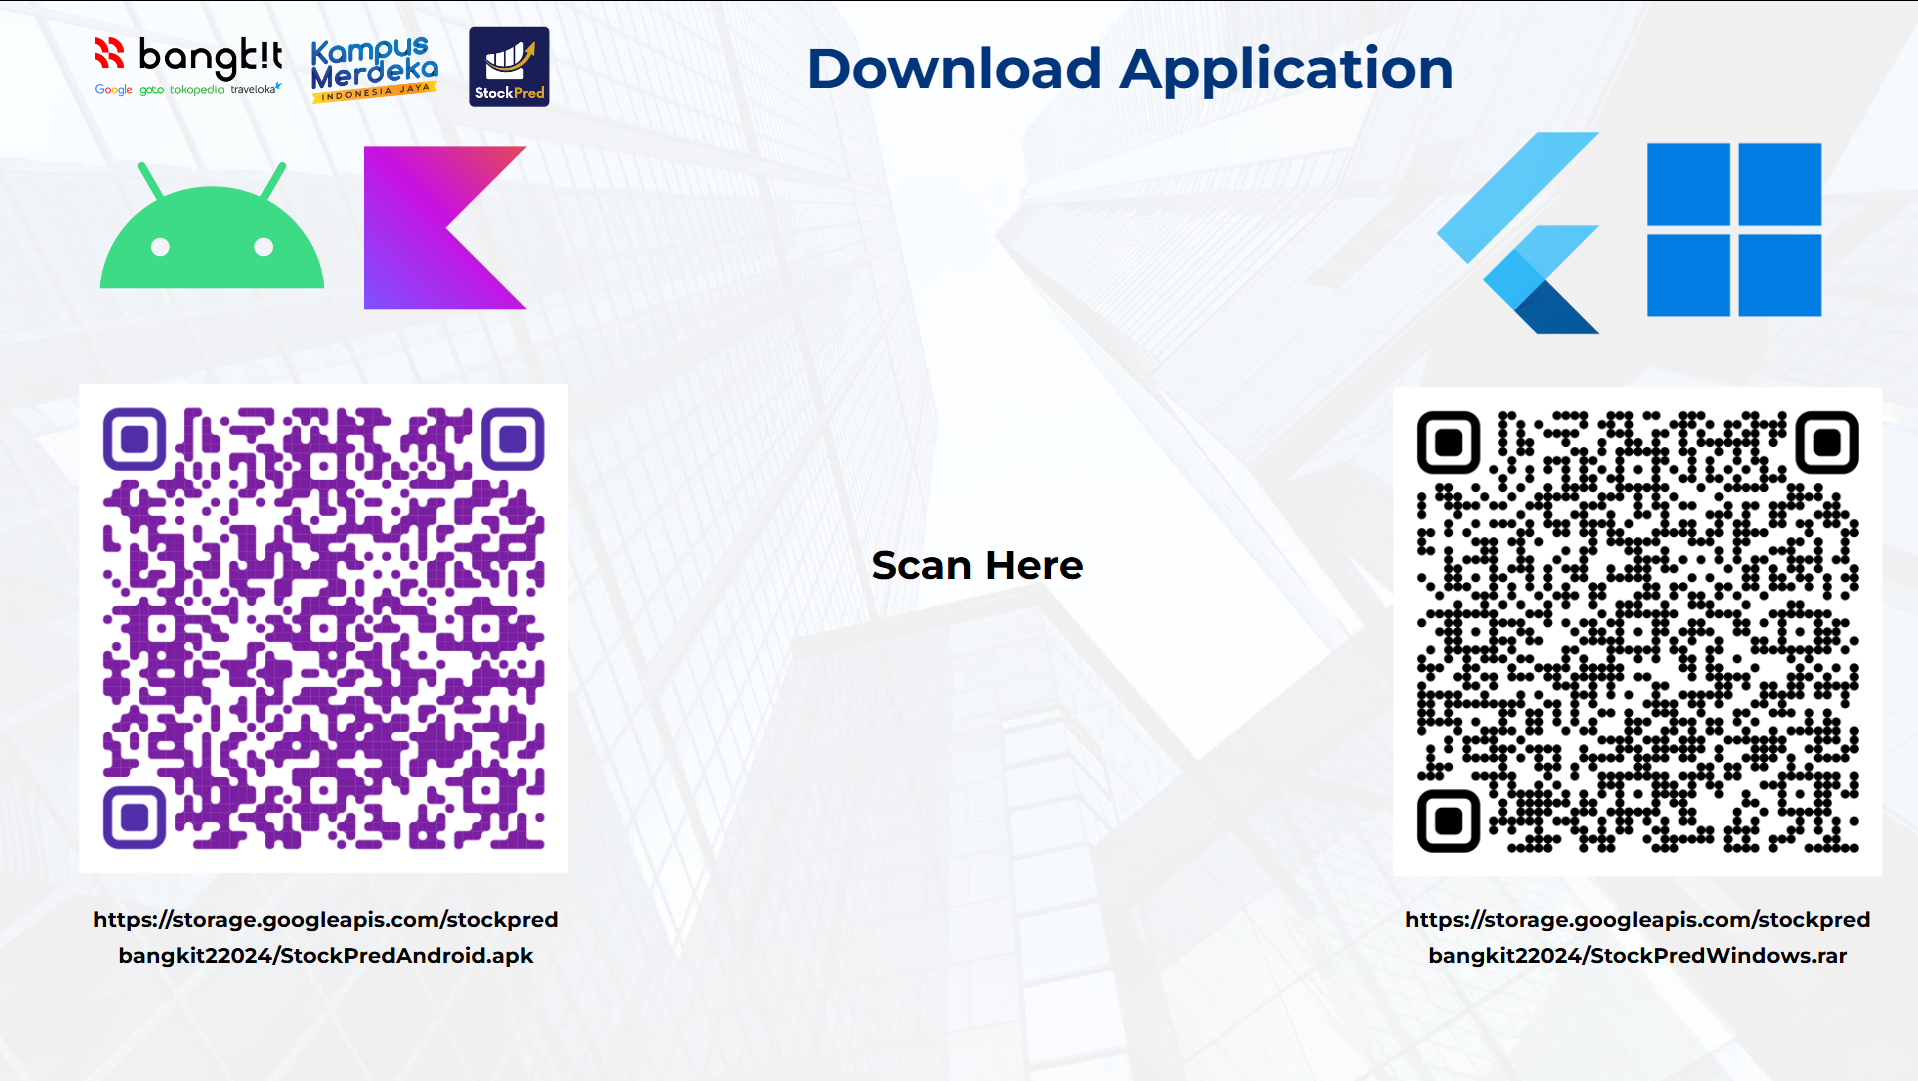 bangk!t
Google goto tokopedia traveloka
Kampus
Merdeka
INDONESIA JAYA
StockPred
Download Application
Scan Here
https://storage.googleapis.com/stockpred
bangkit22024/StockPredAndroid.apk
https://storage.googleapis.com/stockpred
bangkit22024/StockPredWindows.rar